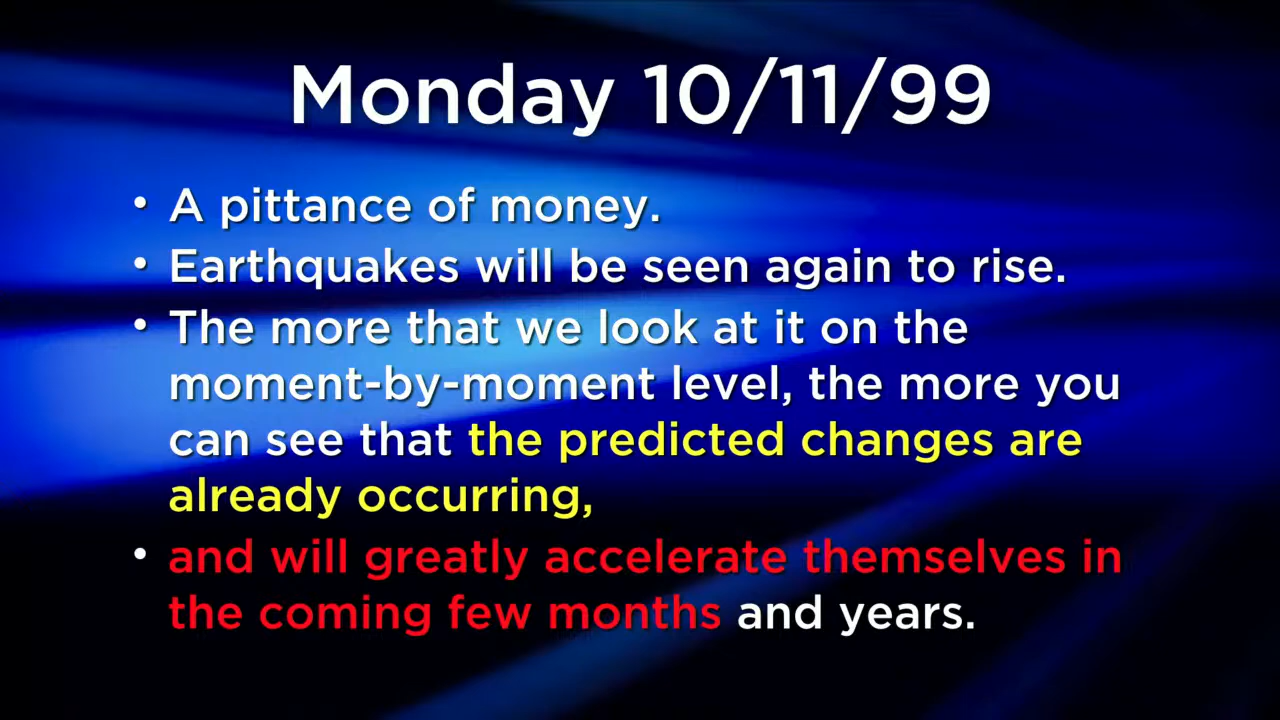 Monday 10/11/99
• A pittance of money.
• Earthquakes will be seen again to rise.
• The more that we look at it on the
moment-by-moment level, the more you
can see that the predicted changes are
already occurring,
• and will greatly accelerate themselves in
the coming few months and years.